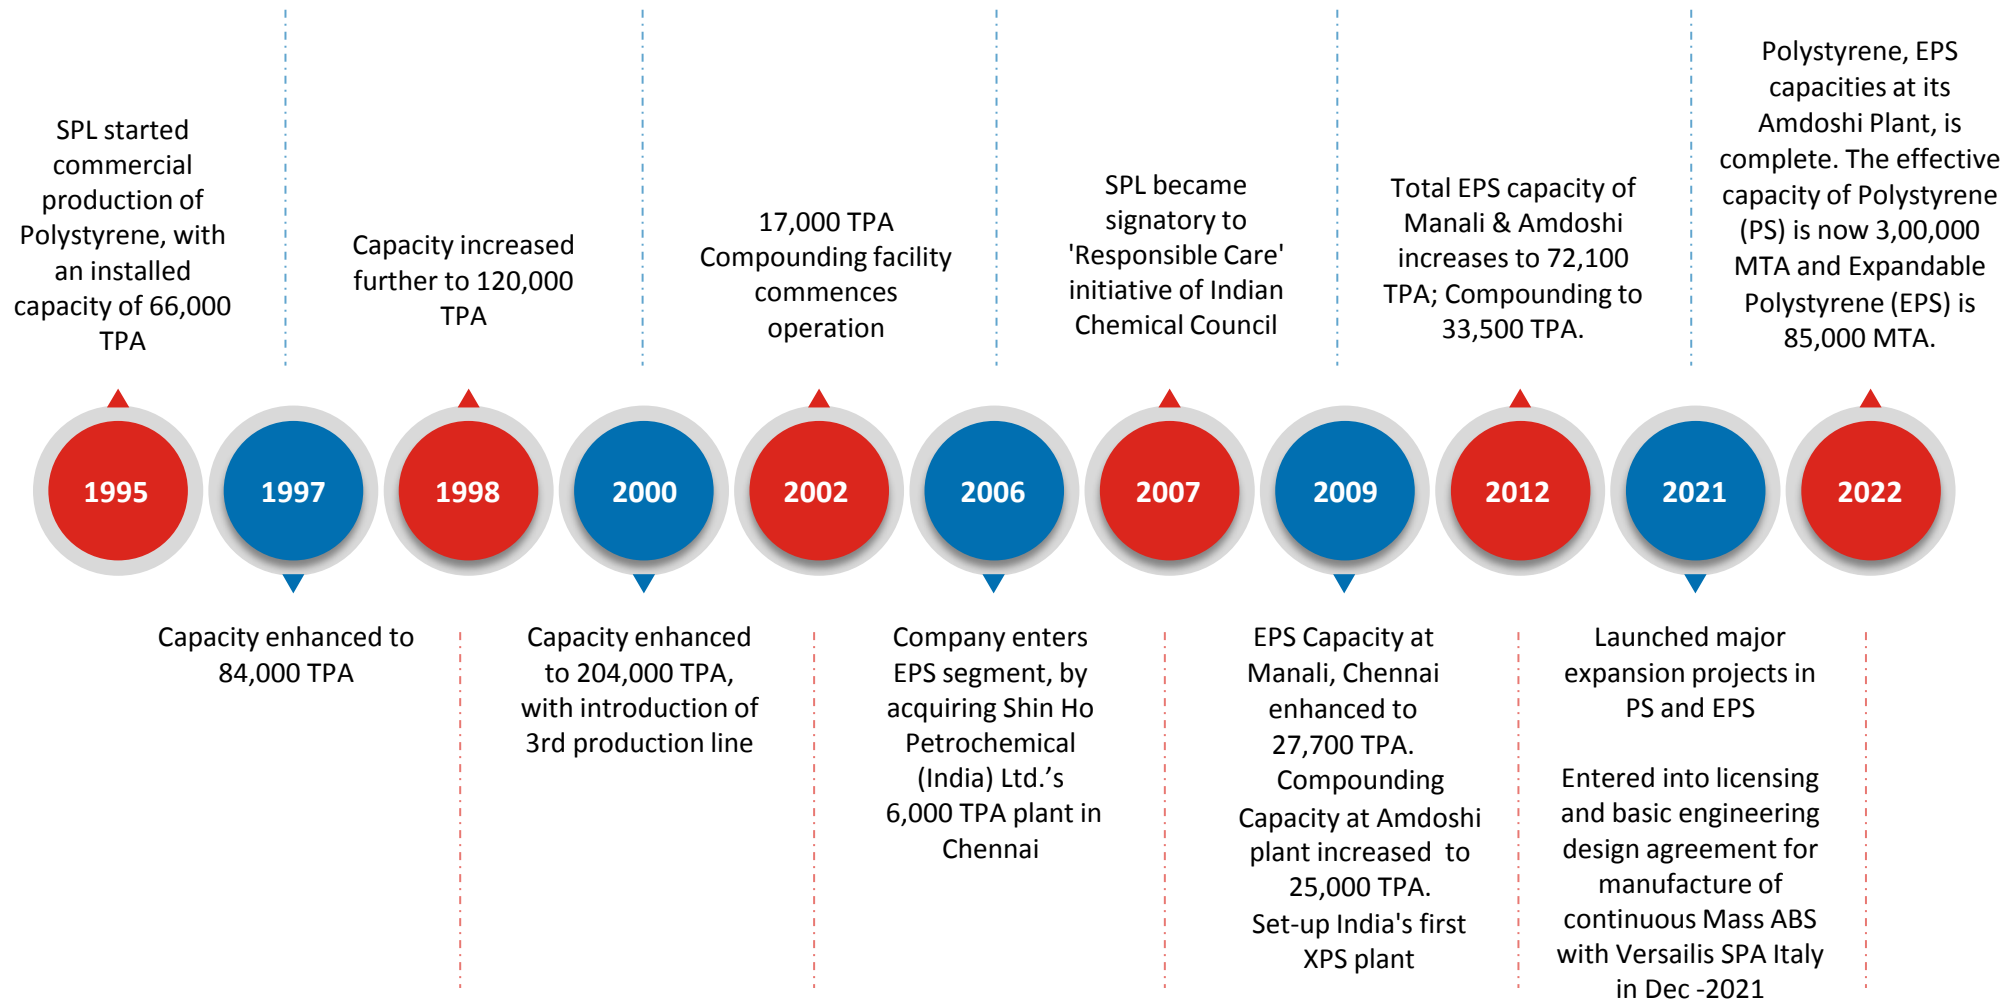 SPL started
commercial
production of
Polystyrene, with
an installed
capacity of 66,000
TPA
Capacity increased
further to 120,000
TPA
17,000 TPA
Compounding facility
commences
operation
SPL became
signatory to
'Responsible Care'
initiative of Indian
Chemical Council
Total EPS capacity of
Manali & Amdoshi
increases to 72,100
TPA; Compounding to
33,500 TPA.
Polystyrene, EPS
capacities at its
Amdoshi Plant, is
complete. The effective
capacity of Polystyrene
(PS) is now 3,00,000
MTA and Expandable
Polystyrene (EPS) is
85,000 MTA.
1995
1997
1998
2000
2002
2006
2007
2009
2012
2021
2022
Capacity enhanced to
84,000 TPA
Capacity enhanced
to 204,000 TPA,
with introduction of
3rd production line
Company enters
EPS segment, by
acquiring Shin Ho
Petrochemical
(India) Ltd.’s
6,000 TPA plant in
Chennai
EPS Capacity at
Manali, Chennai
enhanced to
27,700 TPA.
Compounding
Capacity at Amdoshi
plant increased to
25,000 TPA.
Set-up India's first
XPS plant
Launched major
expansion projects in
PS and EPS
Entered into licensing
and basic engineering
design agreement for
manufacture of
continuous Mass ABS
with Versailis SPA Italy
in Dec -2021